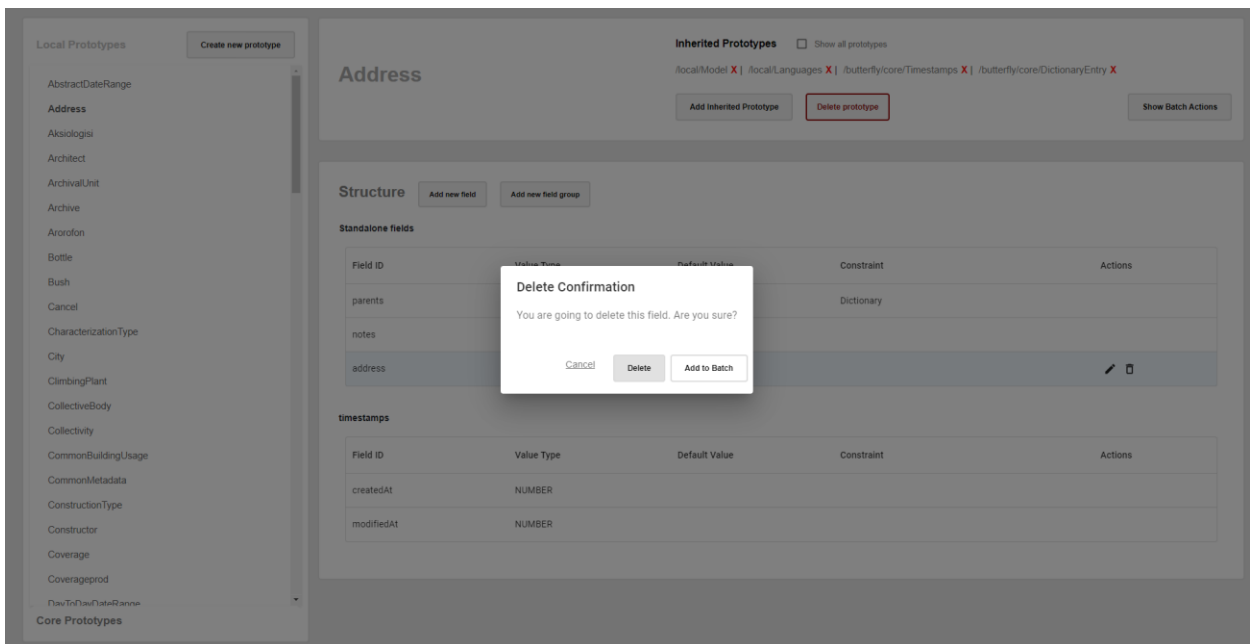 Local Prototypes
Create new prototype
AbstractDateRange
Address
Aksiologisi
Architect
ArchivalUnit
Archive
Arorofon
Bottle
Bush
Cancel
CharacterizationType
City
ClimbingPlant
CollectiveBody
Collectivity
CommonBuildingUsage
CommonMetadata
ConstructionType
Constructor
Coverage
Coverageprod
DayToDayDateRange
Core Prototypes
Address
Inherited Prototypes Show all prototypes
/local/Model X | /local/Languages X | /butterfly/core/Timestamps X | /butterfly/core/DictionaryEntry X
Add Inherited Prototype Delete prototype Show Batch Actions
Structure Add new field Add new field group
Standalone fields
Field ID Value Type Default Value Constraint Actions
parents Dictionary
notes
address
Delete Confirmation
You are going to delete this field. Are you sure?
Cancel Delete Add to Batch
timestamps
Field ID Value Type Default Value Constraint Actions
createdAt NUMBER
modifiedAt NUMBER